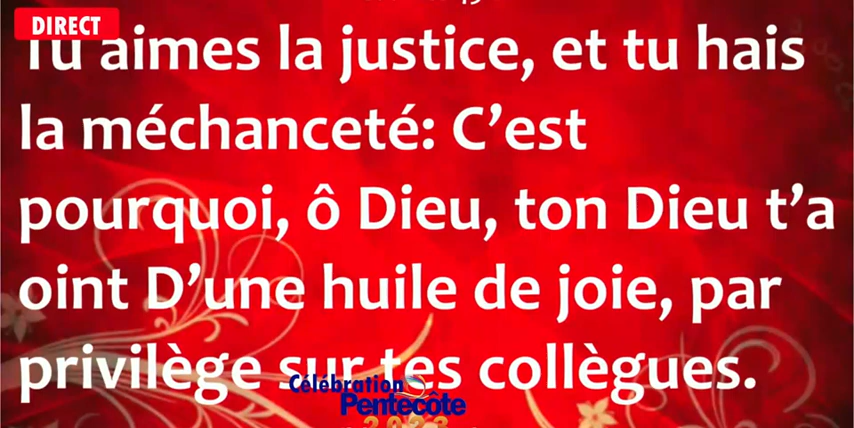 DIRECT
Tu aimes la justice, et tu hais
la méchanceté: C'est
pourquoi, ô Dieu, ton Dieu t'a
oint D'une huile de joie, par
privilège sur tes collègues.
Célébration
Pentecôte
2023